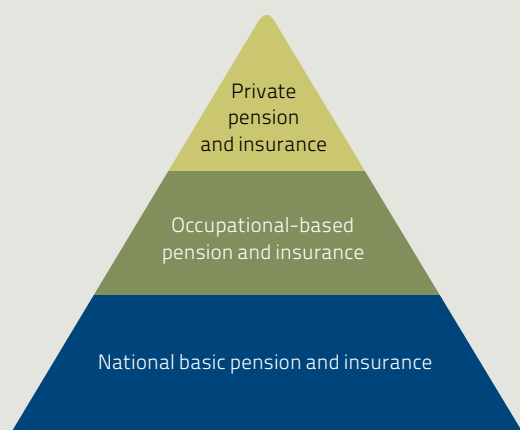 Private
pension
and insurance
Occupational-based
pension and insurance
National basic pension and insurance